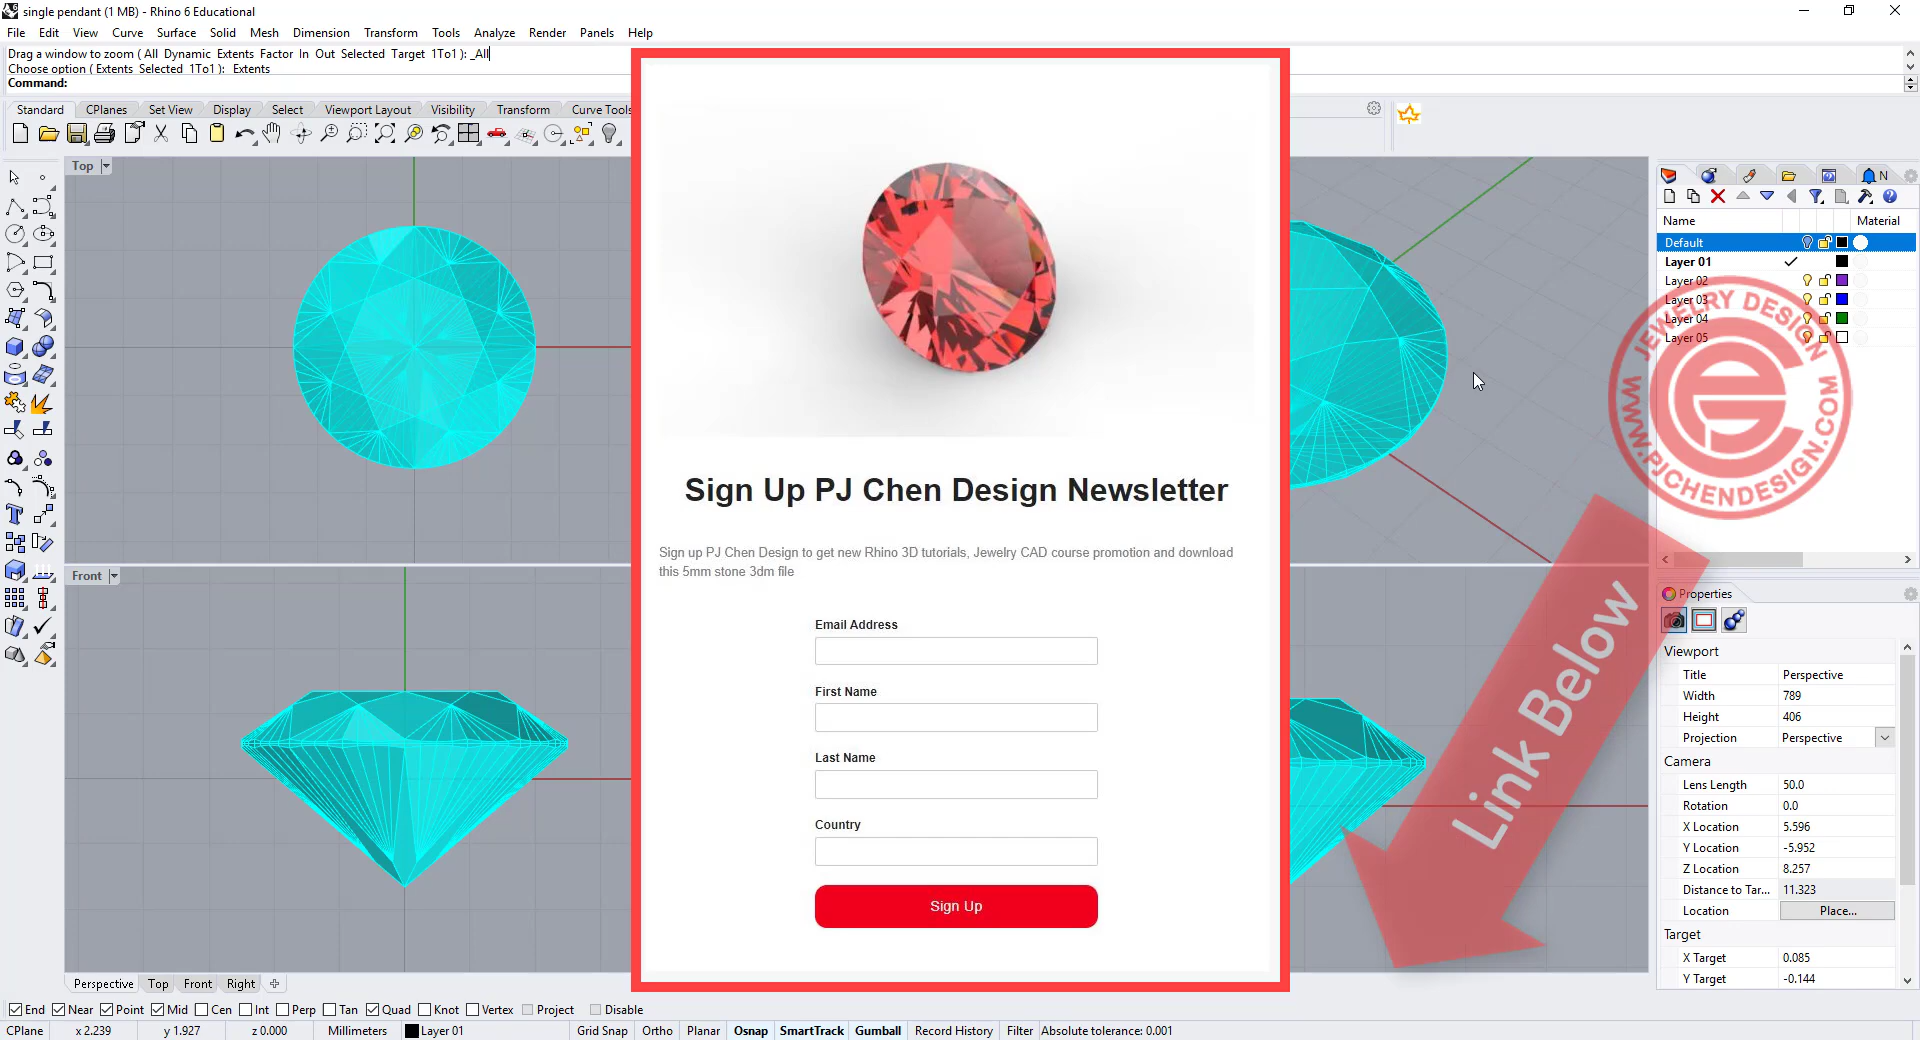 single pendant (1 MB) - Rhino 6 Educational
File Edit View Curve Surface Solid Mesh Dimension Transform Tools Analyze Render Panels Help
Drag a window to zoom ( All Dynamic Extents Factor In Out Selected Target 1To1 ): _All
Choose option ( Extents Selected 1To1 ): _Extents
Command:
Standard CPlanes Set View Display Select Viewport Layout Visibility Transform Curve Tools
Top
Front
Sign Up PJ Chen Design Newsletter
Sign up PJ Chen Design to get new Rhino 3D tutorials, Jewelry CAD course promotion and download
this 5mm stone 3dm file
Email Address
First Name
Last Name
Country
Sign Up
N
Name Material
Default
Layer 01
Layer 02
Layer 03
Layer 04
Layer 05
JEWELRY DESIGN
WWW.PJCHENDESIGN.COM
Link Below
Properties
Viewport
Title Perspective
Width 789
Height 406
Projection Perspective
Camera
Lens Length 50.0
Rotation 0.0
X Location 5.596
Y Location -5.952
Z Location 8.257
Distance to Tar... 11.323
Location Place...
Target
X Target 0.085
Y Target -0.144
Perspective Top Front Right
End Near Point Mid Cen Int Perp Tan Quad Knot Vertex Project Disable
CPlane x 2.239 y 1.927 z 0.000 Millimeters Layer 01 Grid Snap Ortho Planar Osnap SmartTrack Gumball Record History Filter Absolute tolerance: 0.001